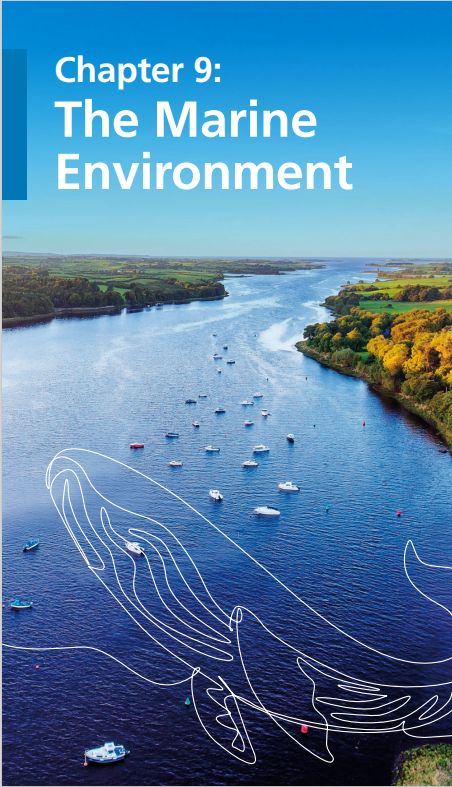 Chapter 9:
The Marine
Environment